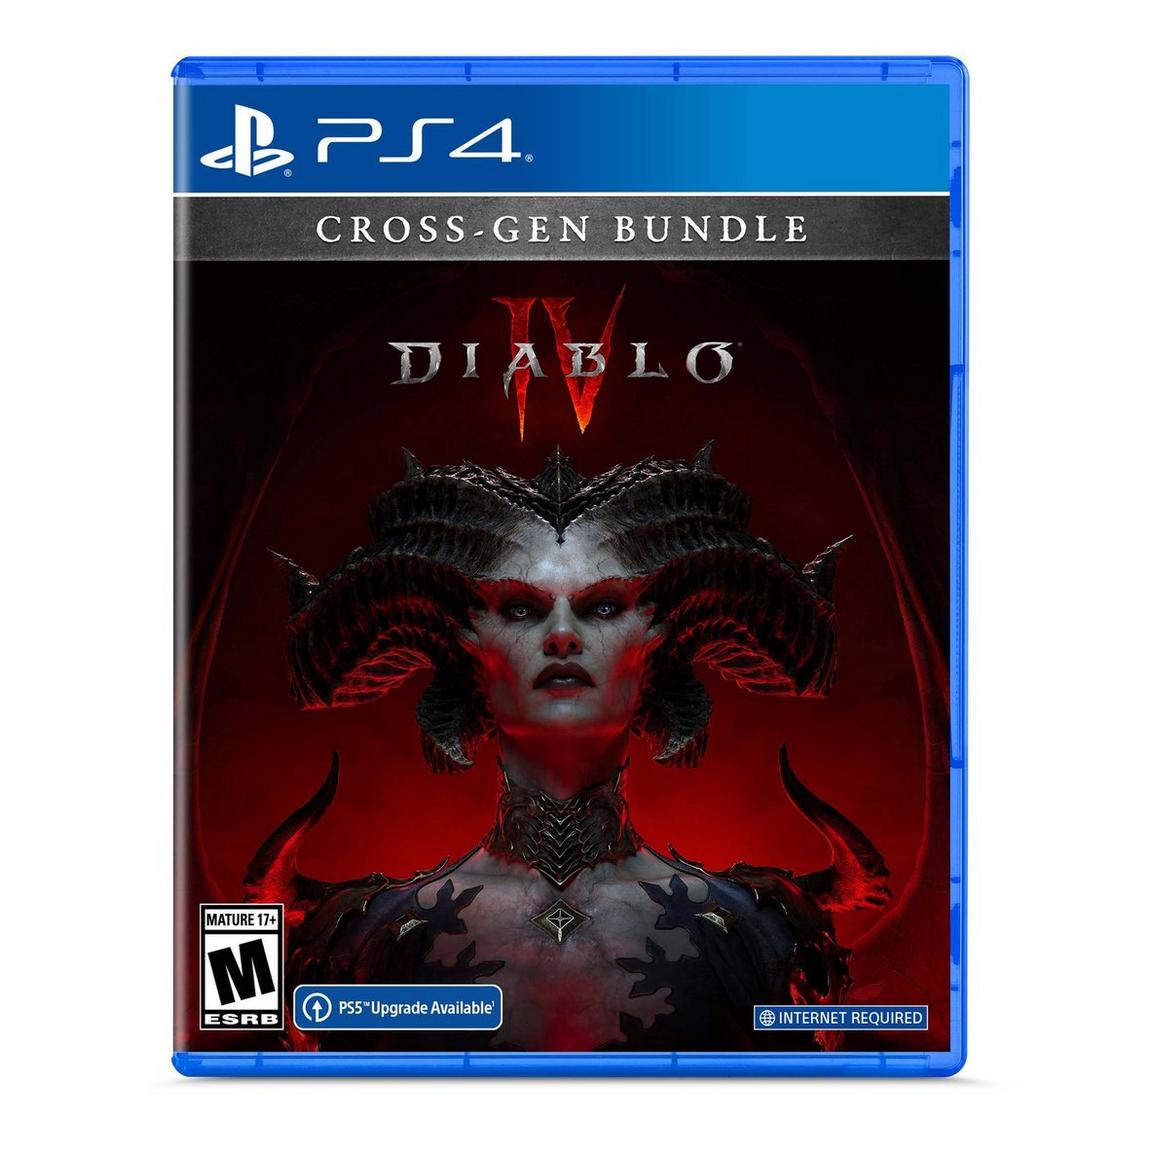 PS4®
CROSS-GEN BUNDLE
IV
DIABLO®
MATURE 17+
M
ESRB
PS5™ Upgrade Available¹
INTERNET REQUIRED